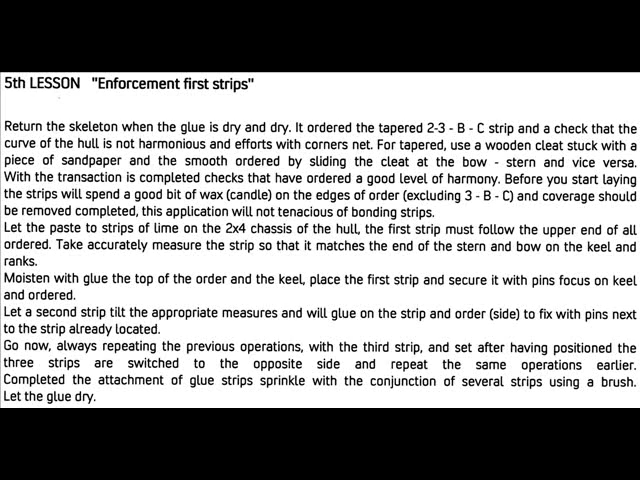 5th LESSON "Enforcement first strips"
Return the skeleton when the glue is dry and dry. It ordered the tapered 2-3 - B - C strip and a check that the
curve of the hull is not harmonious and efforts with corners net. For tapered, use a wooden cleat stuck with a
piece of sandpaper and the smooth ordered by sliding the cleat at the bow - stern and vice versa.
With the transaction is completed checks that have ordered a good level of harmony. Before you start laying
the strips will spend a good bit of wax (candle) on the edges of order (excluding 3 - B - C) and coverage should
be removed completed, this application will not tenacious of bonding strips.
Let the paste to strips of lime on the 2x4 chassis of the hull, the first strip must follow the upper end of all
ordered. Take accurately measure the strip so that it matches the end of the stern and bow on the keel and
ranks.
Moisten with glue the top of the order and the keel, place the first strip and secure it with pins focus on keel
and ordered.
Let a second strip tilt the appropriate measures and will glue on the strip and order (side) to fix with pins next
to the strip already located.
Go now, always repeating the previous operations, with the third strip, and set after having positioned the
three strips are switched to the opposite side and repeat the same operations earlier.
Completed the attachment of glue strips sprinkle with the conjunction of several strips using a brush.
Let the glue dry.